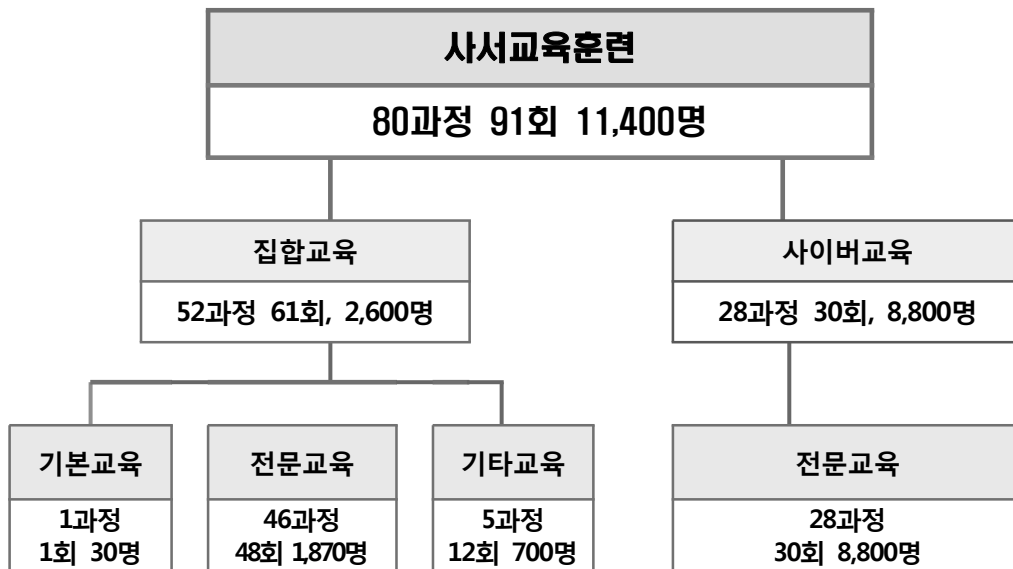 사서교육훈련
80과정 91회 11,400명
집합교육
52과정 61회, 2,600명
사이버교육
28과정 30회, 8,800명
기본교육
1과정
1회 30명
전문교육
46과정
48회 1,870명
기타교육
5과정
12회 700명
전문교육
28과정
30회 8,800명